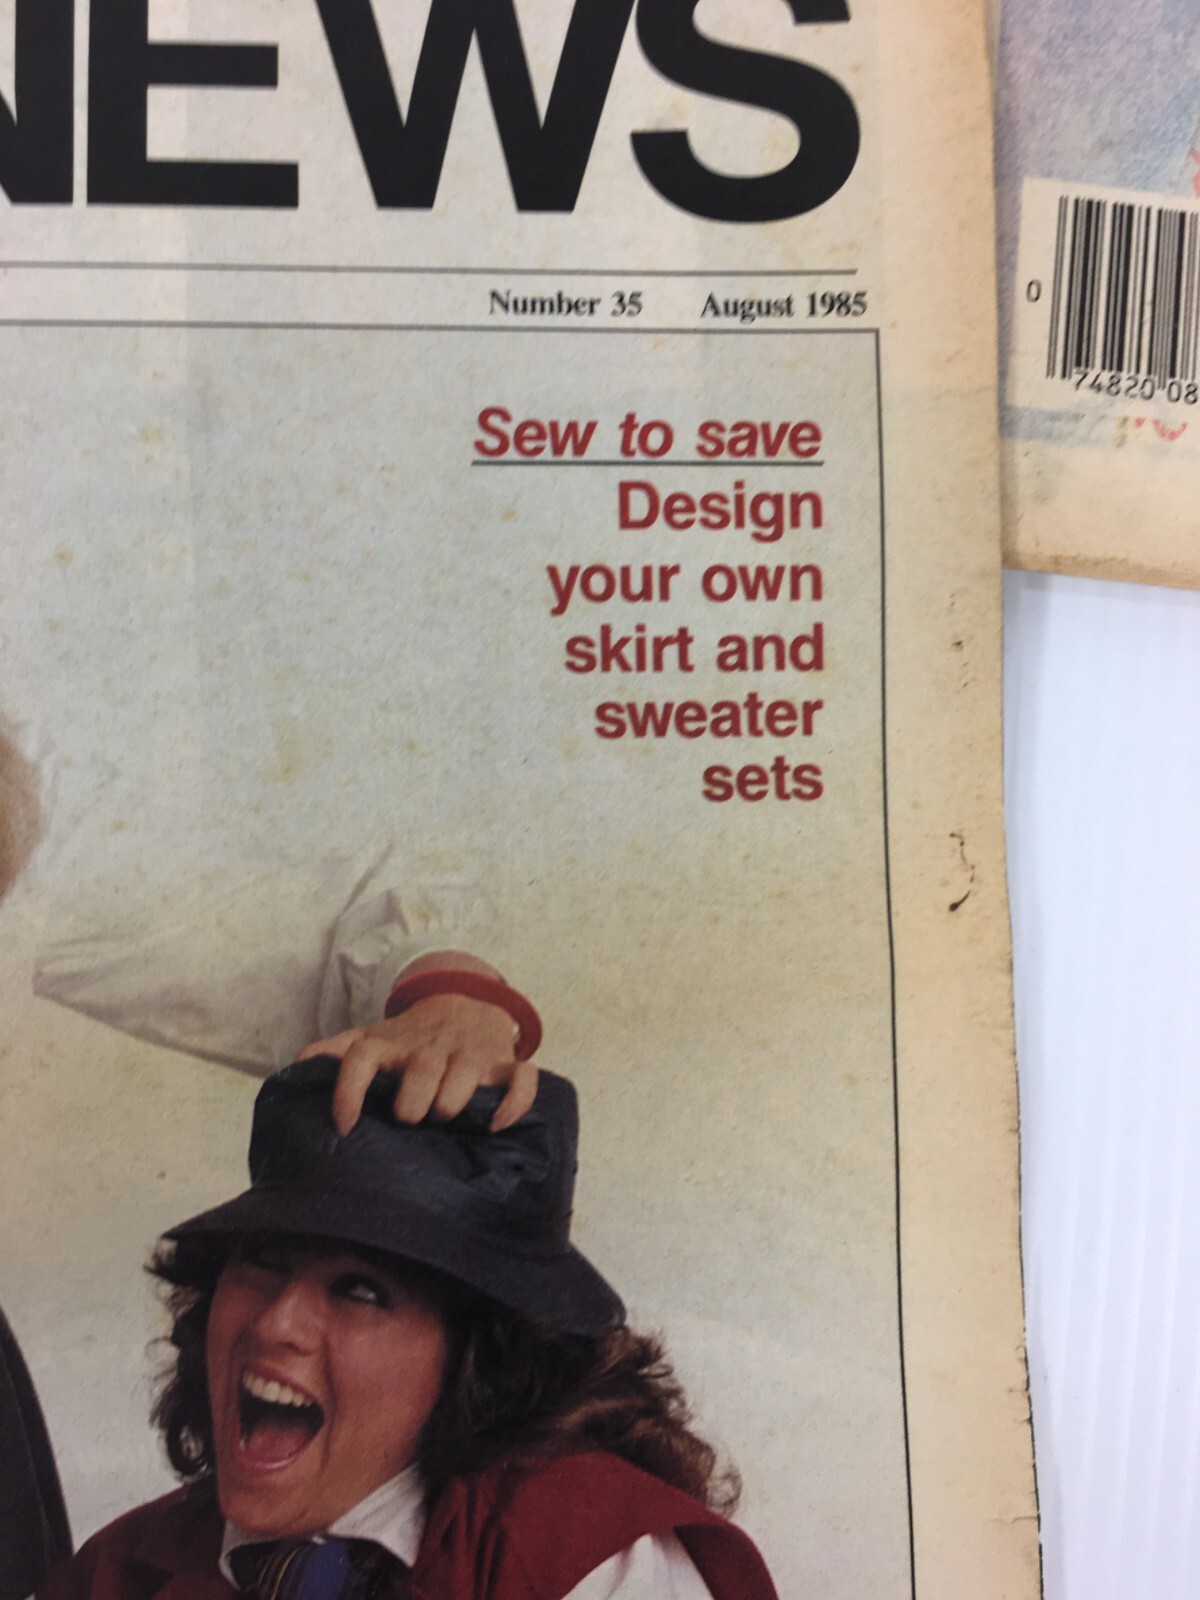 NEWS
Number 35 August 1985
Sew to save
Design
your own
skirt and
sweater
sets
0
74820 08